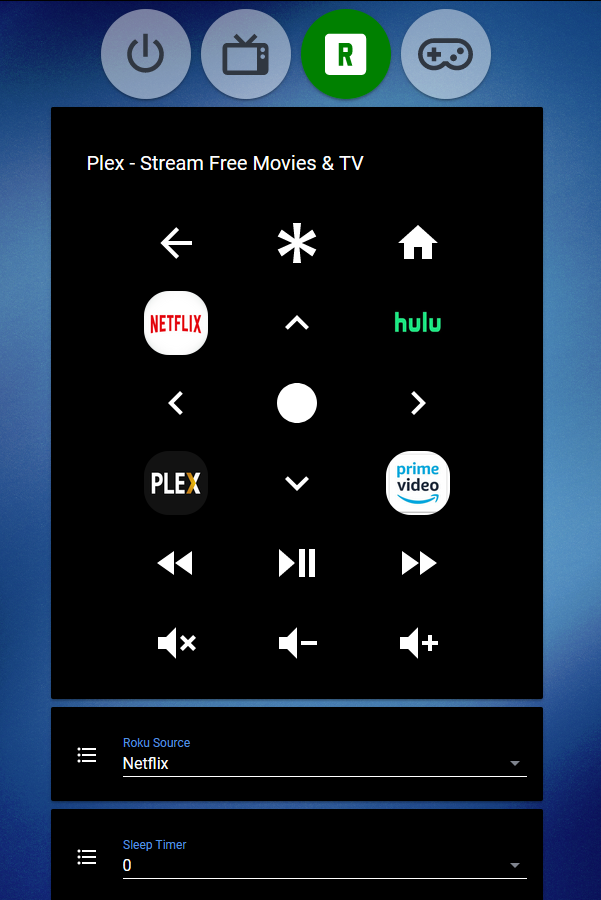 R
Plex - Stream Free Movies & TV
NETFLIX
hulu
PLEX
prime
video
Roku Source
Netflix
Sleep Timer
0